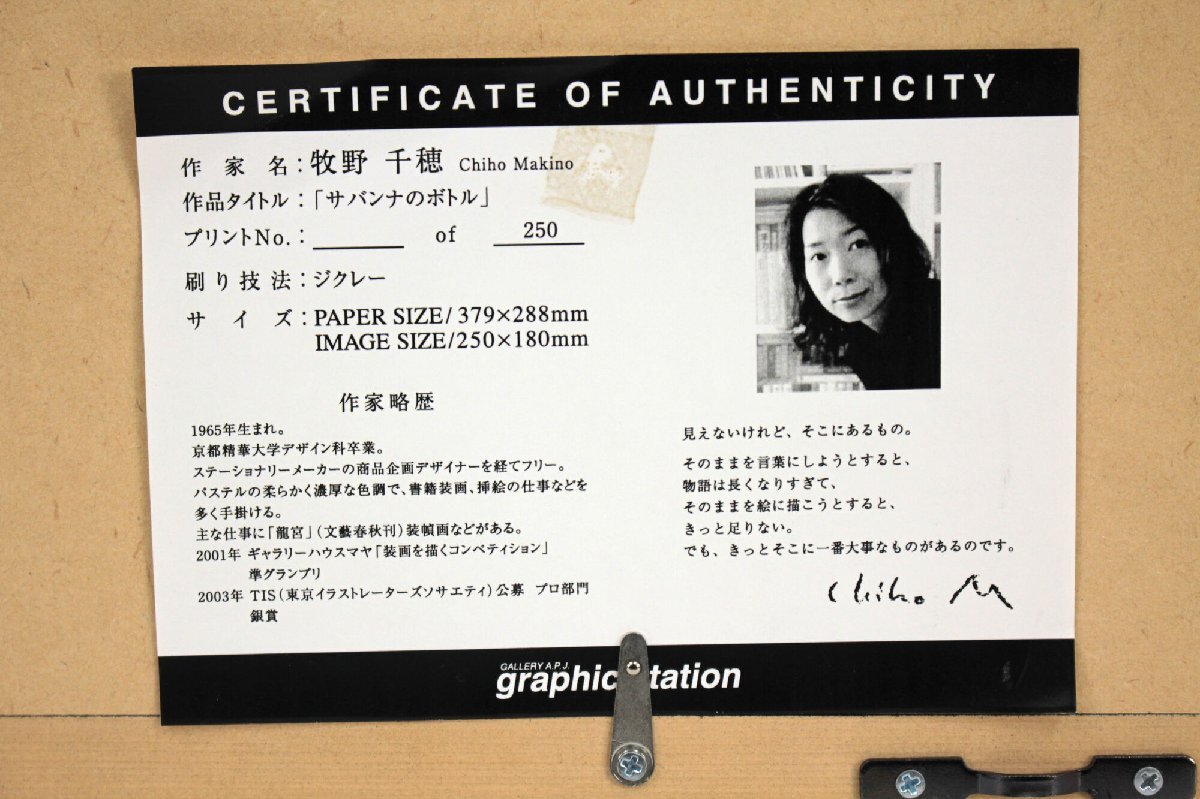 CERTIFICATE OF AUTHENTICITY
作家名:牧野 千穂 Chiho Makino
作品タイトル:「サバンナのボトル」
プリントNo.: of 250
刷り技法:ジクレー
サイズ:PAPER SIZE/379×288mm
IMAGE SIZE/250×180mm
作家略歴
1965年生まれ。
京都精華大学デザイン科卒業。
ステーショナリーメーカーの商品企画デザイナーを経てフリー。
パステルの柔らかく濃厚な色調で、書籍装画、挿絵の仕事などを
多く手掛ける。
主な仕事に「龍宮」(文藝春秋刊)装幀画などがある。
2001年 ギャラリーハウスマヤ「装画を描くコンペティション」
準グランプリ
2003年 TIS(東京イラストレーターズソサエティ)公募 プロ部門
銀賞
見えないけれど、そこにあるもの。
そのままを言葉にしようとすると、
物語は長くなりすぎて、
そのままを絵に描こうとすると、
きっと足りない。
でも、きっとそこに一番大事なものがあるのです。
Chiho M
GALLERY A.P.J.
graphic tation